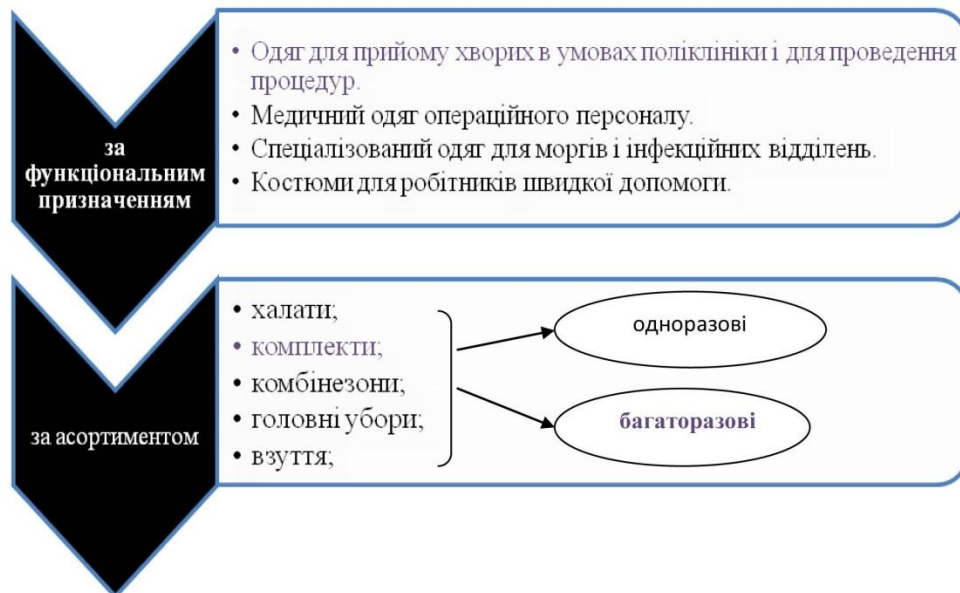 за
функціональним
призначенням
• Одяг для прийому хворих в умовах поліклініки і для проведення
процедур.
• Медичний одяг операційного персоналу.
• Спеціалізований одяг для моргів і інфекційних відділень.
• Костюми для робітників швидкої допомоги.
за асортиментом
• халати;
• комплекти;
• комбінезони;
• головні убори;
• взуття;
одноразові
багаторазові